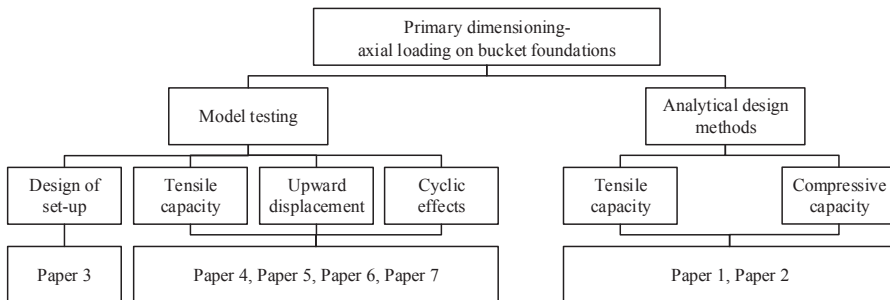 Primary dimensioning-
axial loading on bucket foundations
Model testing
Analytical design
methods
Design of
set-up
Tensile
capacity
Upward
displacement
Cyclic
effects
Tensile
capacity
Compressive
capacity
Paper 3
Paper 4, Paper 5, Paper 6, Paper 7
Paper 1, Paper 2